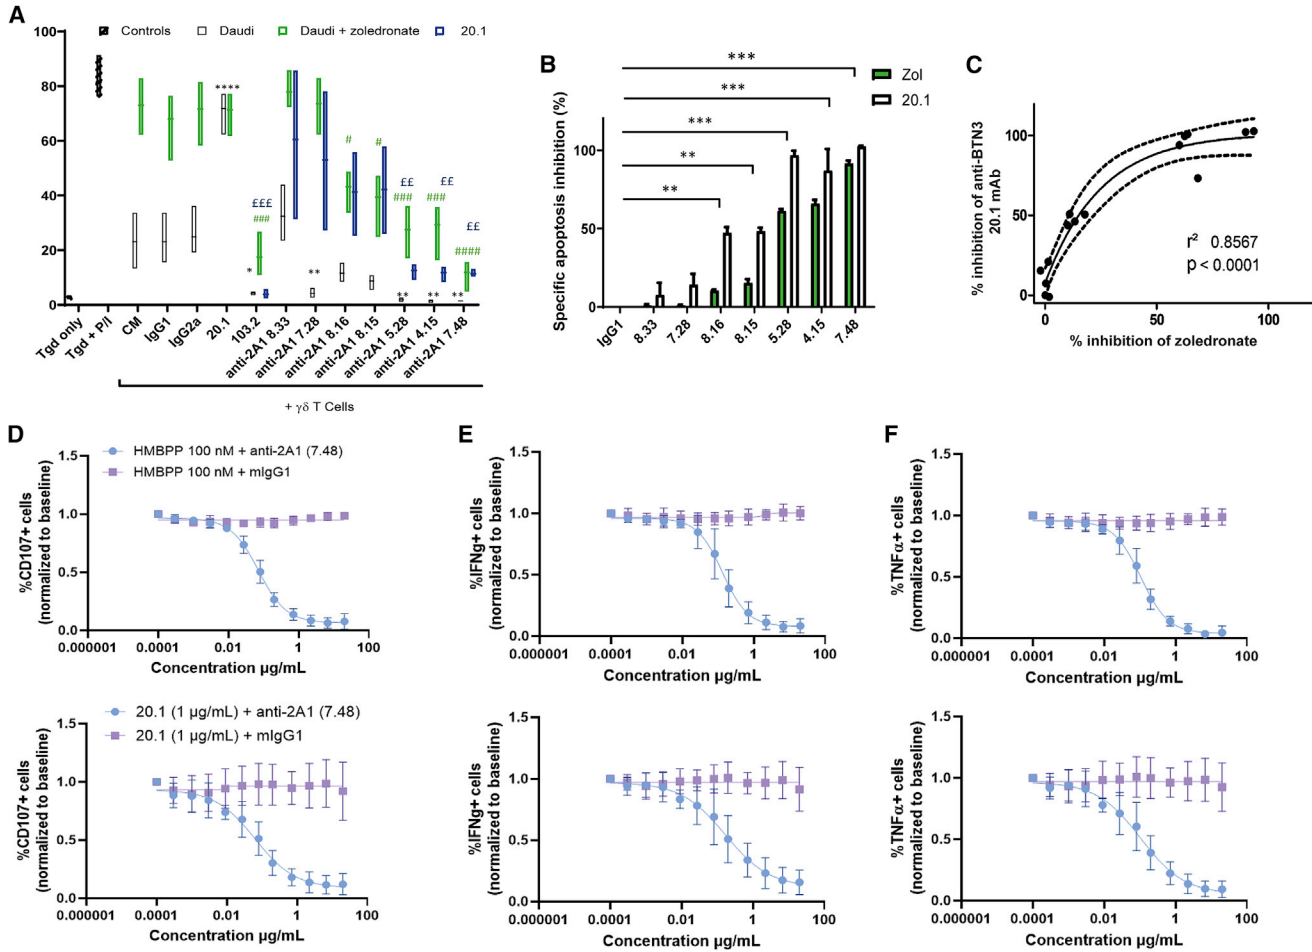 A
Controls Daudi Daudi + zoledronate 20.1
100
80
60
40
20
0
****
£££
###
*
**
#
#
££
###
**
££
###
**
££
####
**
Tgd only
Tgd + P/I
CM
IgG1
IgG2a
20.1
103.2
anti-2A1 8.33
anti-2A1 7.28
anti-2A1 8.16
anti-2A1 8.15
anti-2A1 5.28
anti-2A1 4.15
anti-2A1 7.48
+ γδ T Cells
B
Specific apoptosis inhibition (%)
100
50
0
***
***
***
**
**
Zol
20.1
IgG1
8.33
7.28
8.16
8.15
5.28
4.15
7.48
C
% inhibition of anti-BTN3
20.1 mAb
100
50
0
r² 0.8567
p < 0.0001
0 50 100
% inhibition of zoledronate
D
HMBPP 100 nM + anti-2A1 (7.48)
HMBPP 100 nM + mIgG1
%CD107+ cells
(normalized to baseline)
1.5
1.0
0.5
0.0
0.000001 0.0001 0.01 1 100
Concentration µg/mL
20.1 (1 µg/mL) + anti-2A1 (7.48)
20.1 (1 µg/mL) + mIgG1
%CD107+ cells
(normalized to baseline)
1.5
1.0
0.5
0.0
0.000001 0.0001 0.01 1 100
Concentration µg/mL
E
%IFNg+ cells
(normalized to baseline)
1.5
1.0
0.5
0.0
0.000001 0.0001 0.01 1 100
Concentration µg/mL
%IFNg+ cells
(normalized to baseline)
1.5
1.0
0.5
0.0
0.000001 0.0001 0.01 1 100
Concentration µg/mL
F
%TNFα+ cells
(normalized to baseline)
1.5
1.0
0.5
0.0
0.000001 0.0001 0.01 1 100
Concentration µg/mL
%TNFα+ cells
(normalized to baseline)
1.5
1.0
0.5
0.0
0.000001 0.0001 0.01 1 100
Concentration µg/mL